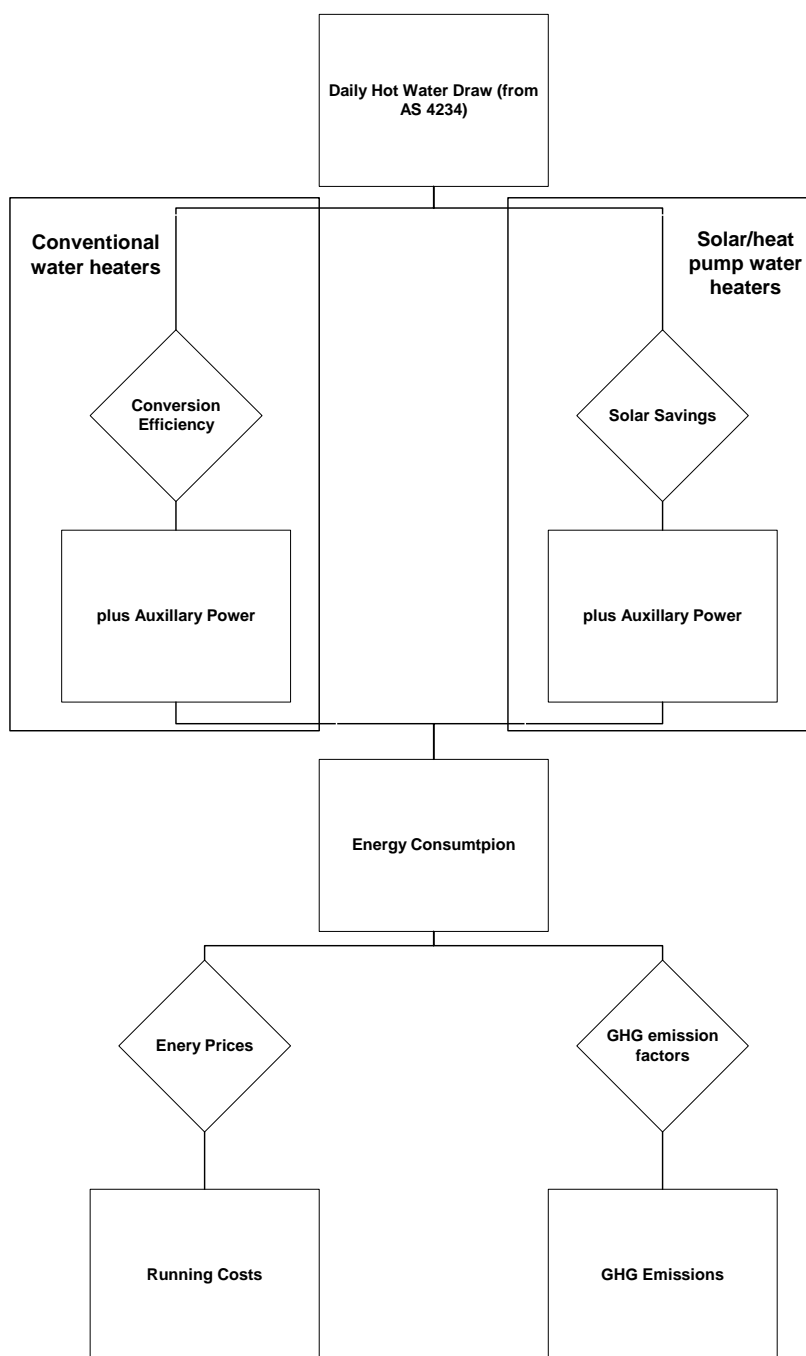 Daily Hot Water Draw (from
AS 4234)
Conventional
water heaters
Solar/heat
pump water
heaters
Conversion
Efficiency
Solar Savings
plus Auxillary Power
plus Auxillary Power
Energy Consumtpion
Enery Prices
GHG emission
factors
Running Costs
GHG Emissions